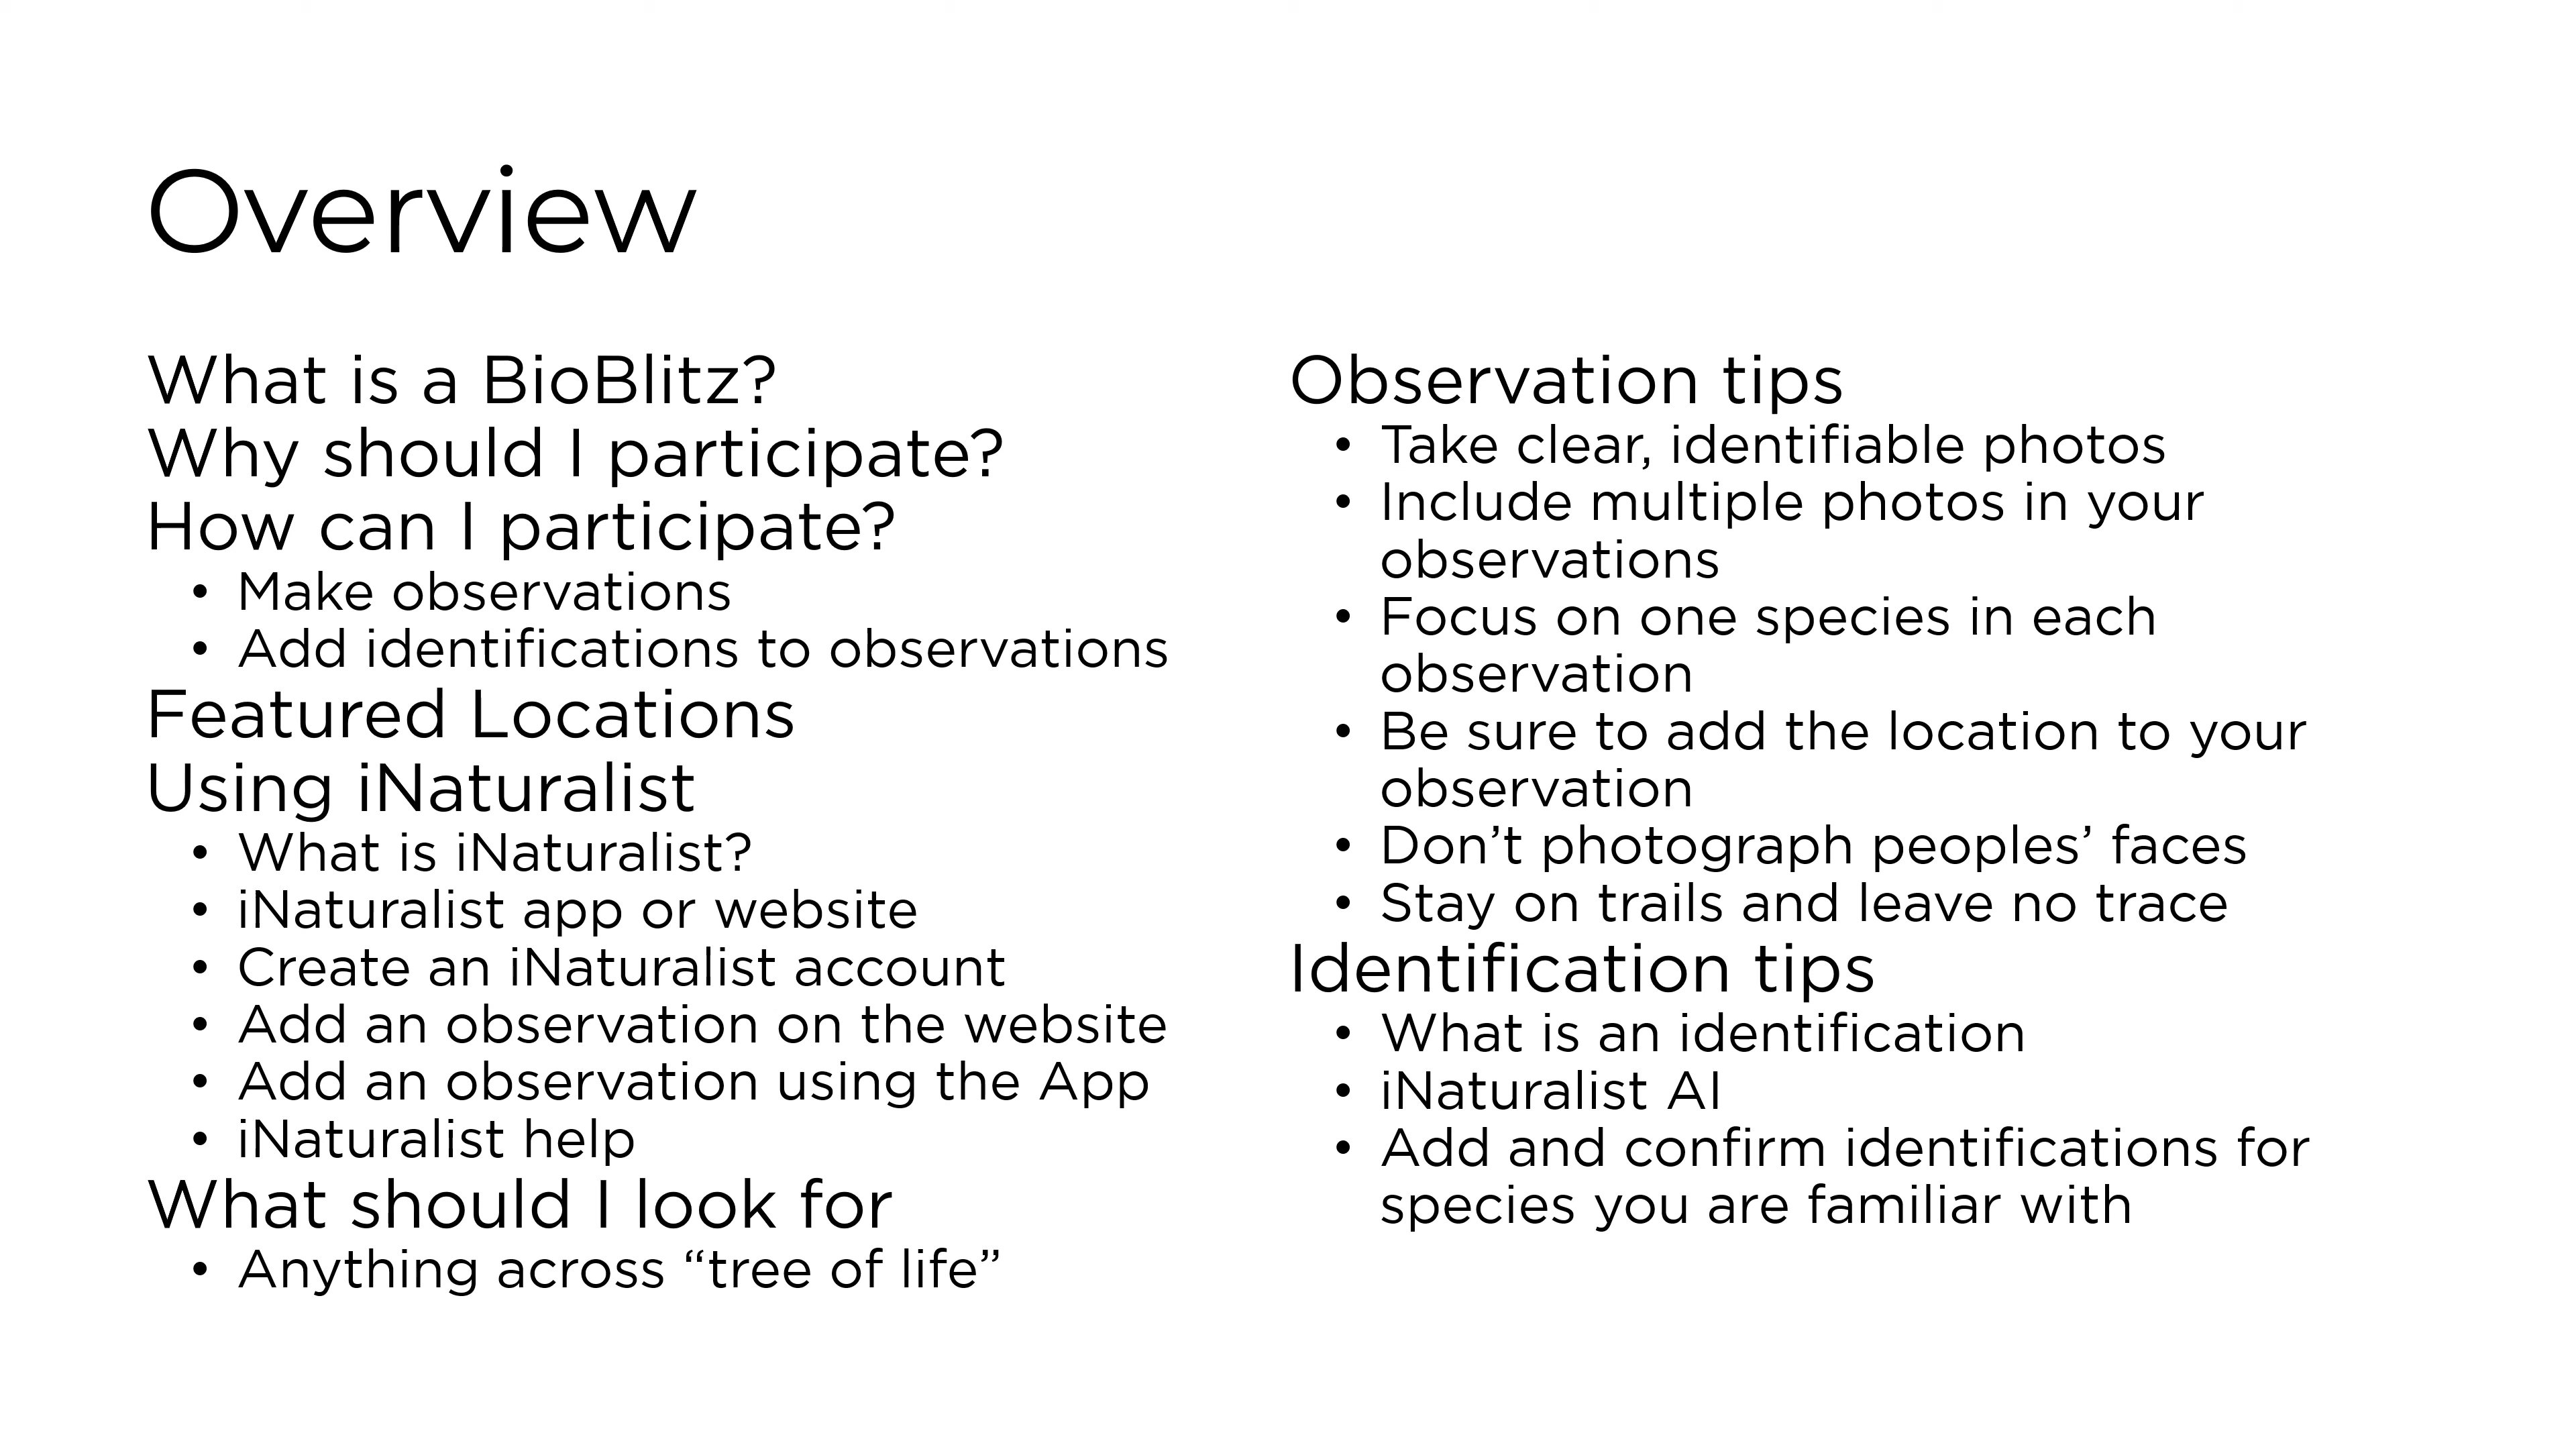 Overview
What is a BioBlitz?
Why should I participate?
How can I participate?
• Make observations
• Add identifications to observations
Featured Locations
Using iNaturalist
• What is iNaturalist?
• iNaturalist app or website
• Create an iNaturalist account
• Add an observation on the website
• Add an observation using the App
• iNaturalist help
What should I look for
• Anything across “tree of life”
Observation tips
• Take clear, identifiable photos
• Include multiple photos in your
observations
• Focus on one species in each
observation
• Be sure to add the location to your
observation
• Don’t photograph peoples’ faces
• Stay on trails and leave no trace
Identification tips
• What is an identification
• iNaturalist AI
• Add and confirm identifications for
species you are familiar with